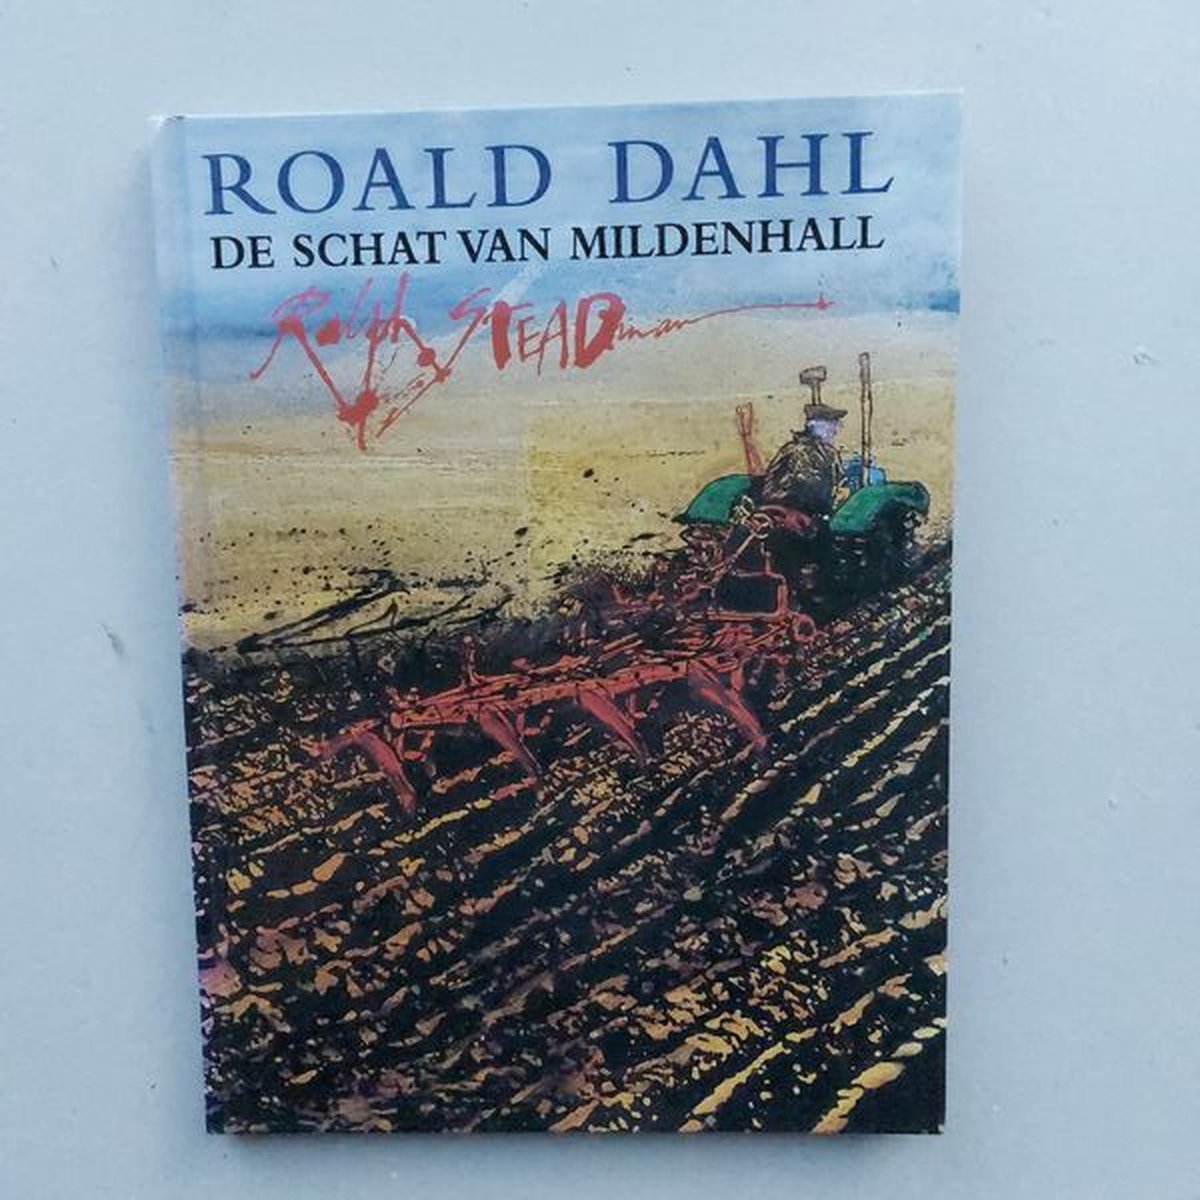 ROALD DAHL
DE SCHAT VAN MILDENHALL
Ralph STEADman